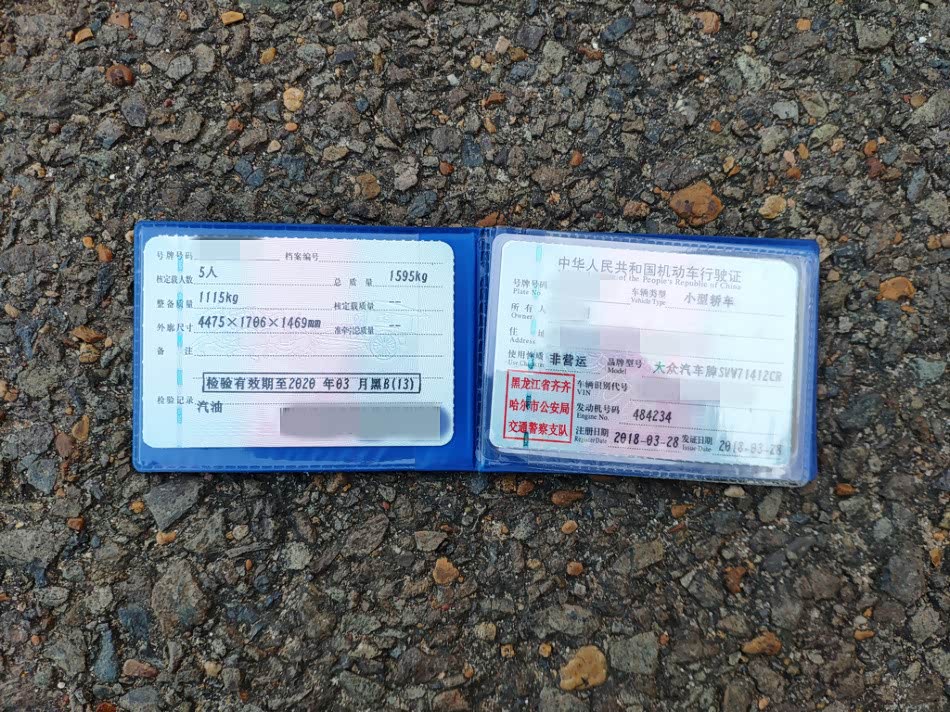 号牌号码 档案编号
核定载人数 5人 总质量 1595kg
整备质量 1115kg 核定载质量 --
外廓尺寸 4475×1706×1469mm 准牵引总质量 --
备注
检验有效期至2020 年03 月黑B(13)
检验记录 汽油
中华人民共和国机动车行驶证
of the People's Republic of China
号牌号码 车辆类型 小型轿车
Plate No. Vehicle Type
所有人
Owner
住址
Address
使用性质 非营运 品牌型号 大众汽车牌SVW71412CR
Use Character Model
黑龙江省齐齐
哈尔市公安局
交通警察支队
车辆识别代号
VIN
发动机号码 484234
Engine No.
注册日期 2018-03-28 发证日期 2018-03-28
Register Date Issue Date